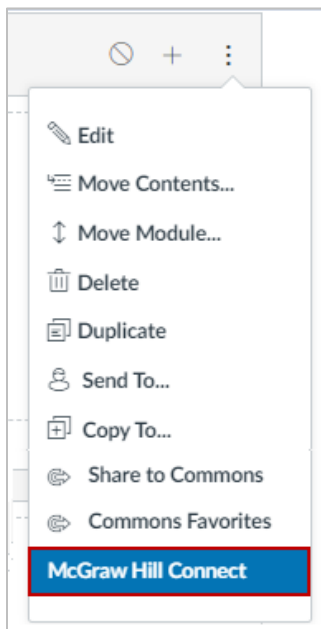 Edit
Move Contents...
Move Module...
Delete
Duplicate
Send To...
Copy To...
Share to Commons
Commons Favorites
McGraw Hill Connect